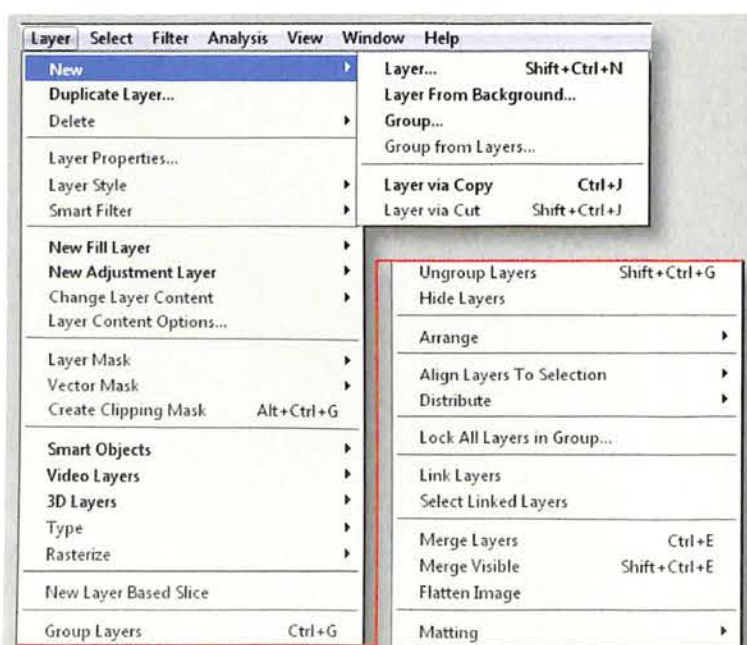 Layer Select Filter Analysis View Window Help
New
Duplicate Layer...
Delete
Layer Properties...
Layer Style
Smart Filter
New Fill Layer
New Adjustment Layer
Change Layer Content
Layer Content Options...
Layer Mask
Vector Mask
Create Clipping Mask Alt+Ctrl+G
Smart Objects
Video Layers
3D Layers
Type
Rasterize
New Layer Based Slice
Group Layers Ctrl+G
Layer... Shift+Ctrl+N
Layer From Background...
Group...
Group from Layers...
Layer via Copy Ctrl+J
Layer via Cut Shift+Ctrl+J
Ungroup Layers Shift+Ctrl+G
Hide Layers
Arrange
Align Layers To Selection
Distribute
Lock All Layers in Group...
Link Layers
Select Linked Layers
Merge Layers Ctrl+E
Merge Visible Shift+Ctrl+E
Flatten Image
Matting